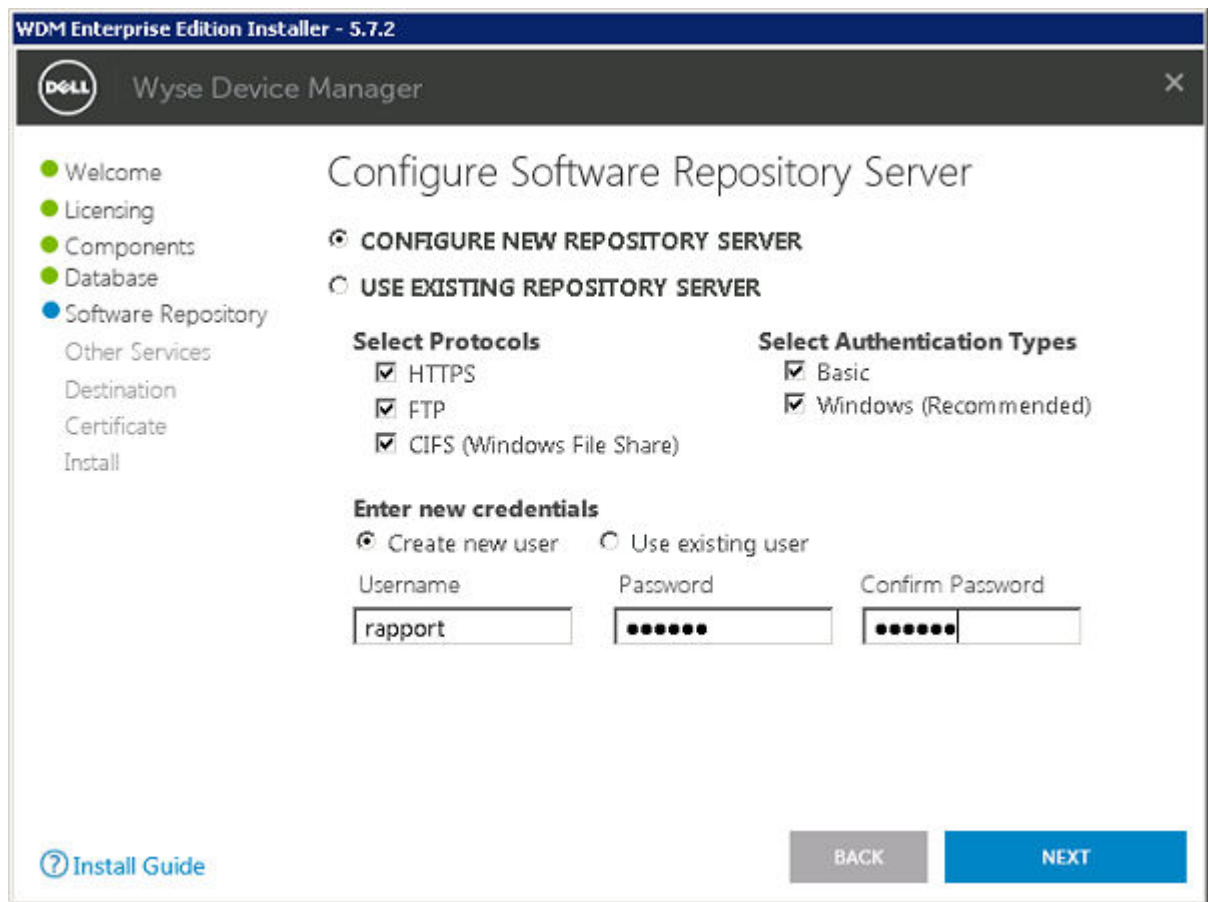 WDM Enterprise Edition Installer - 5.7.2
DELL
Wyse Device Manager
Welcome
Licensing
Components
Database
Software Repository
Other Services
Destination
Certificate
Install
Configure Software Repository Server
CONFIGURE NEW REPOSITORY SERVER
USE EXISTING REPOSITORY SERVER
Select Protocols
HTTPS
FTP
CIFS (Windows File Share)
Select Authentication Types
Basic
Windows (Recommended)
Enter new credentials
Create new user Use existing user
Username Password Confirm Password
rapport ●●●●●● ●●●●●●
? Install Guide
BACK NEXT